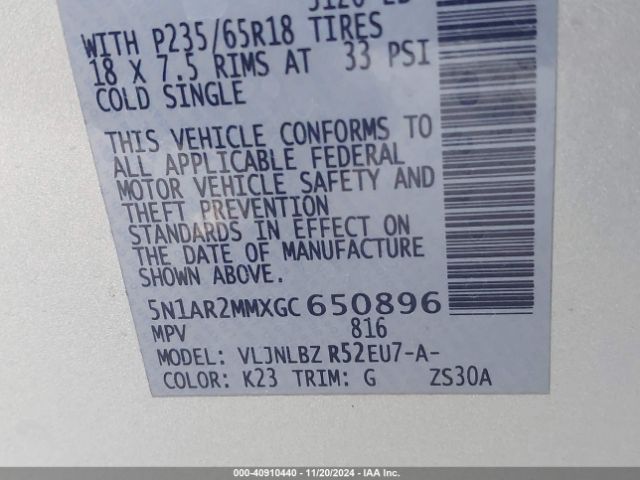 WITH P235/65R18 TIRES
18 X 7.5 RIMS AT 33 PSI
COLD SINGLE
THIS VEHICLE CONFORMS TO
ALL APPLICABLE FEDERAL
MOTOR VEHICLE SAFETY AND
THEFT PREVENTION
STANDARDS IN EFFECT ON
THE DATE OF MANUFACTURE
SHOWN ABOVE.
5N1AR2MMXGC 650896
MPV 816
MODEL: VLJNLBZ R52EU7-A-
COLOR: K23 TRIM: G ZS30A
000-40910440 - 11/20/2024 - IAA Inc.